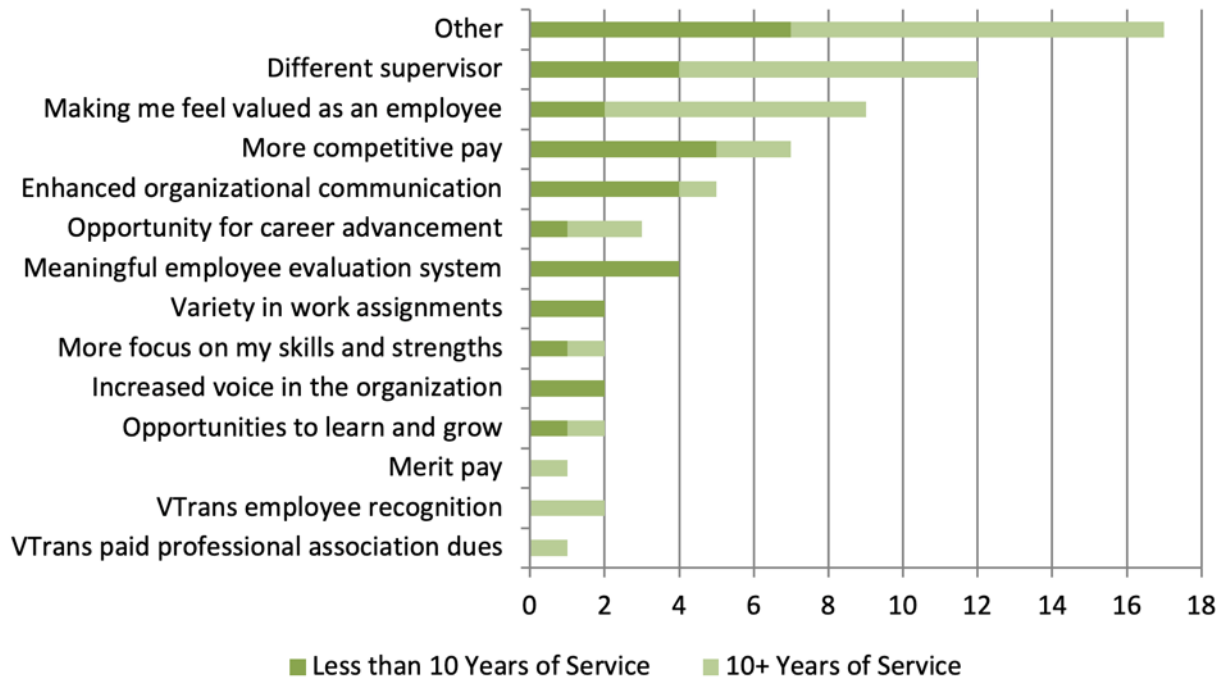 Other
Different supervisor
Making me feel valued as an employee
More competitive pay
Enhanced organizational communication
Opportunity for career advancement
Meaningful employee evaluation system
Variety in work assignments
More focus on my skills and strengths
Increased voice in the organization
Opportunities to learn and grow
Merit pay
VTrans employee recognition
VTrans paid professional association dues
0 2 4 6 8 10 12 14 16 18
Less than 10 Years of Service 10+ Years of Service